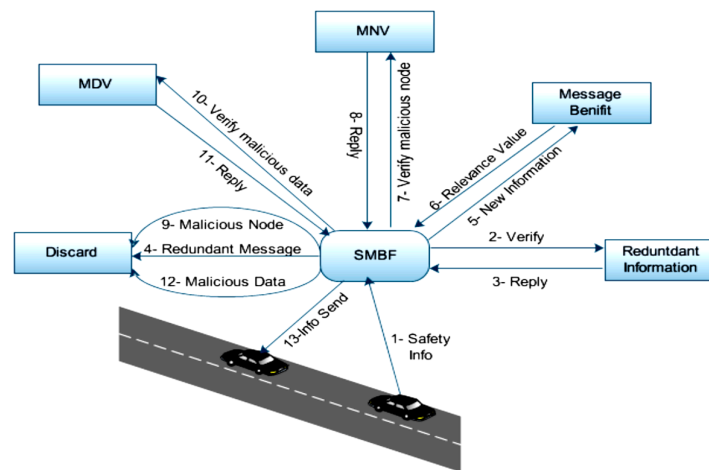 MNV
MDV
Message
Benifit
10- Verify malicious data
11- Reply
8- Reply
7- Verify malicious node
6- Relevance Value
5- New Information
9- Malicious Node
4- Redundant Message
12- Malicious Data
Discard
SMBF
2- Verify
3- Reply
Reduntdant
Information
13-Info Send
1- Safety
Info